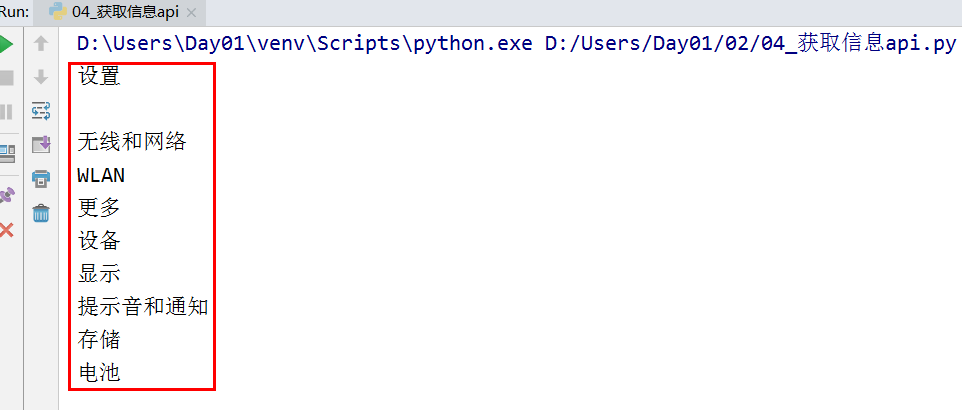 Run: 04_获取信息api
D:\Users\Day01\venv\Scripts\python.exe D:/Users/Day01/02/04_获取信息api.py
设置
无线和网络
WLAN
更多
设备
显示
提示音和通知
存储
电池